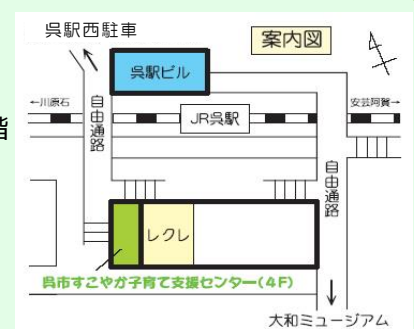 呉駅西駐車
案内図
呉駅ビル
←川原石
安芸阿賀→
自由通路
JR呉駅
階
自由通路
レクレ
呉市すこやか子育て支援センター(4F)
大和ミュージアム